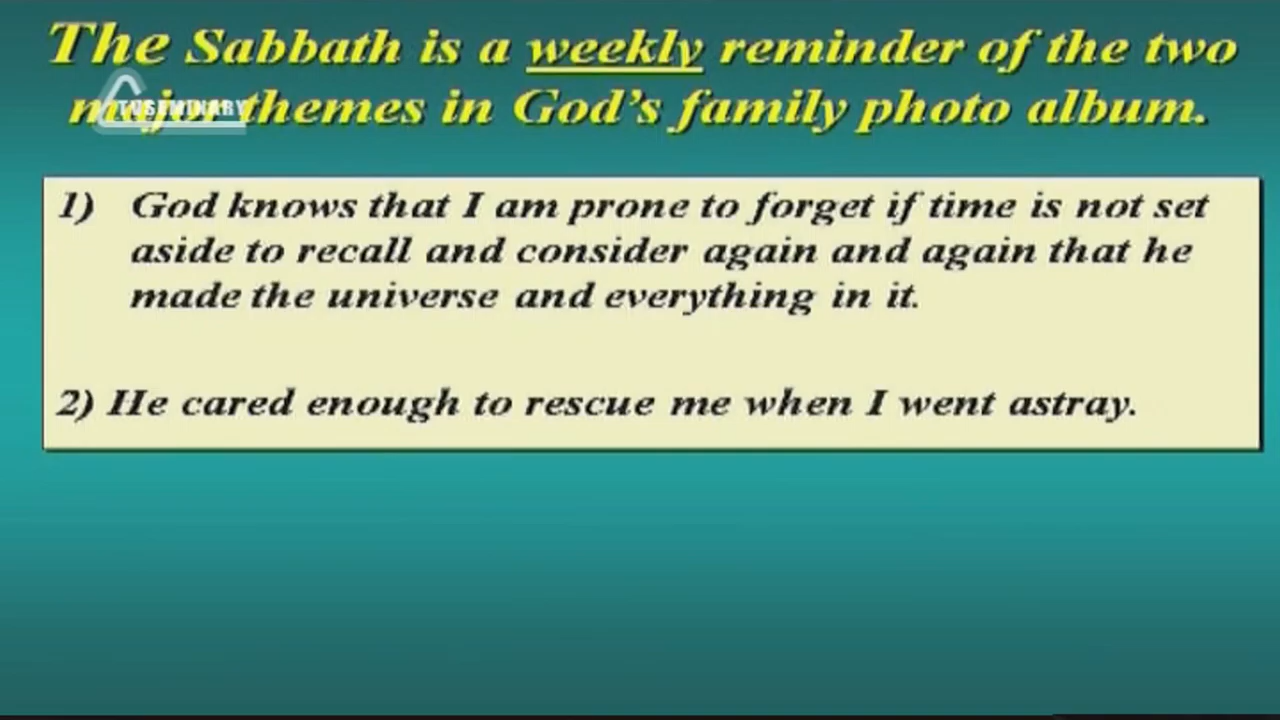 The Sabbath is a weekly reminder of the two
major themes in God's family photo album.
TVSEMINARY
1) God knows that I am prone to forget if time is not set
aside to recall and consider again and again that he
made the universe and everything in it.
2) He cared enough to rescue me when I went astray.